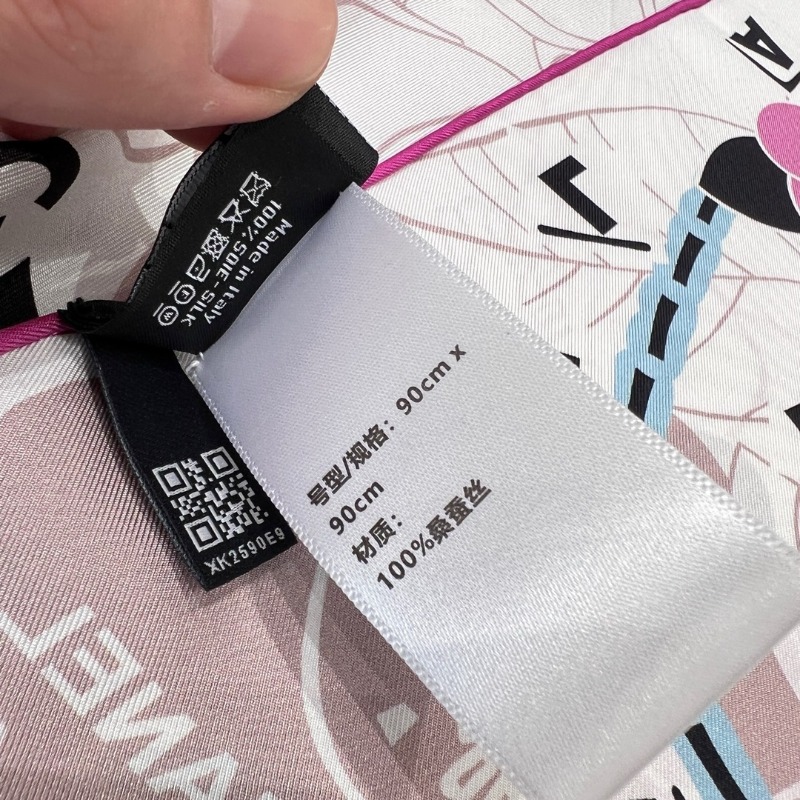 Made in Italy
100% SOIE - SILK
XK2590E9
号型/规格：90cm x
90cm
材质：
100%桑蚕丝
ANEL
A